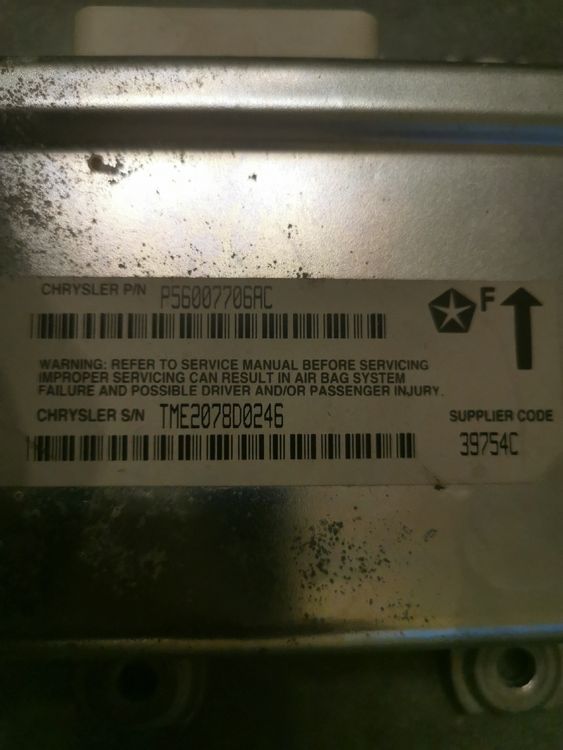 CHRYSLER P/N P56007706AC
F
WARNING: REFER TO SERVICE MANUAL BEFORE SERVICING
IMPROPER SERVICING CAN RESULT IN AIR BAG SYSTEM
FAILURE AND POSSIBLE DRIVER AND/OR PASSENGER INJURY.
CHRYSLER S/N TME2078D0246
SUPPLIER CODE
39754C